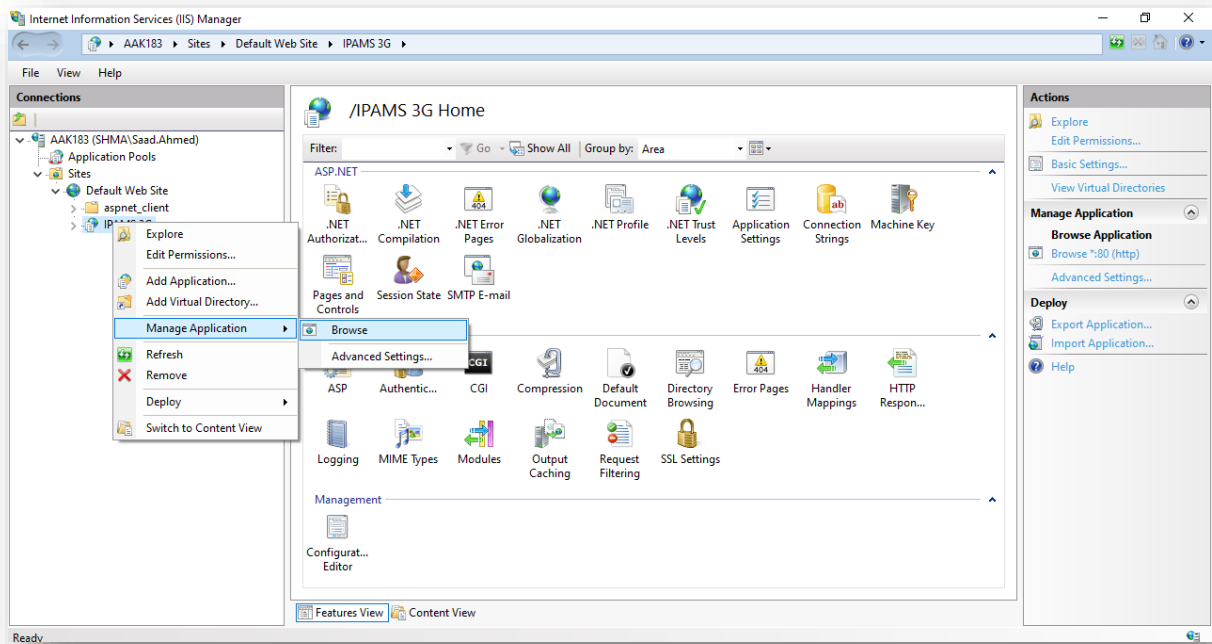 Internet Information Services (IIS) Manager
AAK183 Sites Default Web Site IPAMS 3G
File View Help
Connections
AAK183 (SHMA\Saad.Ahmed)
Application Pools
Sites
Default Web Site
aspnet_client
Explore
Edit Permissions...
Add Application...
Add Virtual Directory...
Manage Application
Refresh
Remove
Deploy
Switch to Content View
Browse
Advanced Settings...
/IPAMS 3G Home
Filter: Go Show All Group by: Area
ASP.NET
.NET Authorizat...
.NET Compilation
.NET Error Pages
.NET Globalization
.NET Profile
.NET Trust Levels
Application Settings
Connection Strings
Machine Key
Pages and Controls
Session State
SMTP E-mail
ASP
Authentic...
CGI
Compression
Default Document
Directory Browsing
Error Pages
Handler Mappings
HTTP Respon...
Logging
MIME Types
Modules
Output Caching
Request Filtering
SSL Settings
Management
Configurat... Editor
Features View Content View
Actions
Explore
Edit Permissions...
Basic Settings...
View Virtual Directories
Manage Application
Browse Application
Browse *:80 (http)
Advanced Settings...
Deploy
Export Application...
Import Application...
Help
Ready